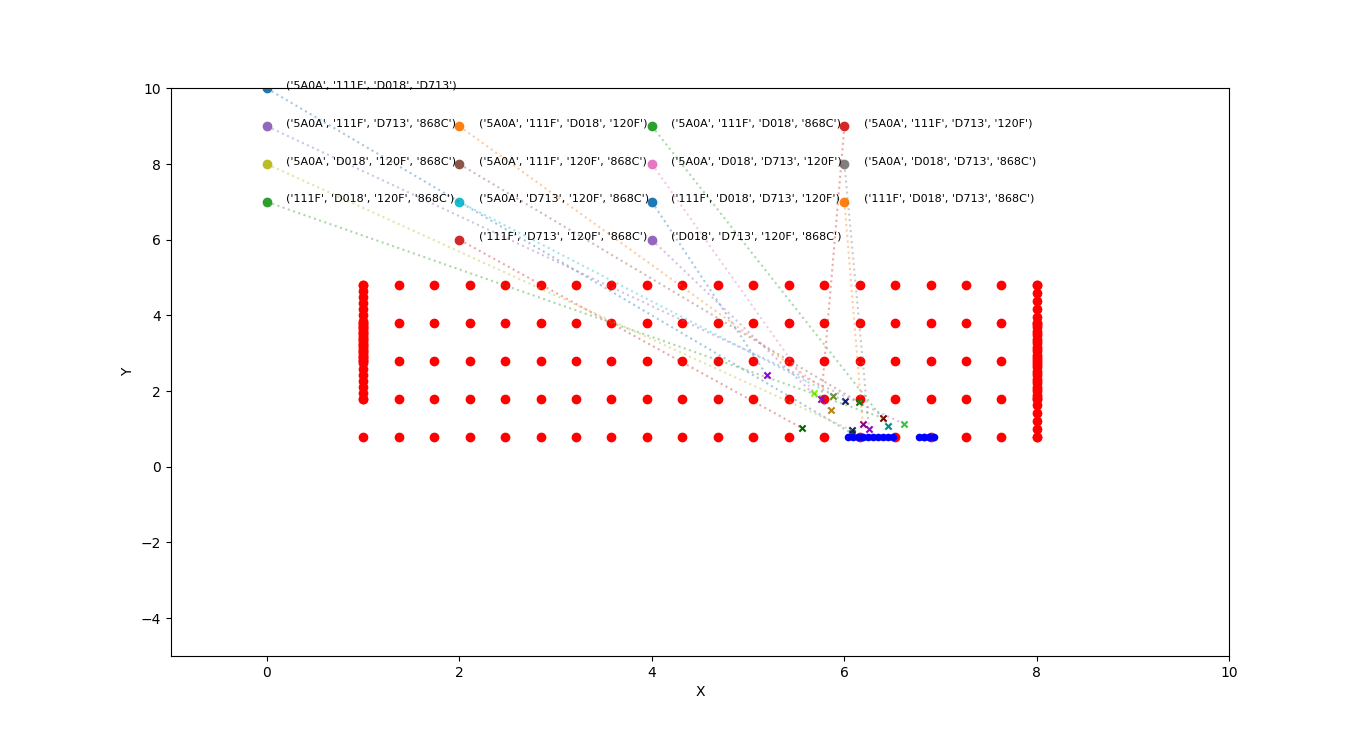 ('5A0A', '111F', 'D018', 'D713')
10
('5A0A', '111F', 'D713', '868C') ('5A0A', '111F', 'D018', '120F') ('5A0A', '111F', 'D018', '868C') ('5A0A', '111F', 'D713', '120F')
8 ('5A0A', 'D018', '120F', '868C') ('5A0A', '111F', '120F', '868C') ('5A0A', 'D018', 'D713', '120F') ('5A0A', 'D018', 'D713', '868C')
('111F', 'D018', '120F', '868C') ('5A0A', 'D713', '120F', '868C') ('111F', 'D018', 'D713', '120F') ('111F', 'D018', 'D713', '868C')
6 ('111F', 'D713', '120F', '868C') ('D018', 'D713', '120F', '868C')
4
Y
2
0
−2
−4
0 2 4 6 8 10
X